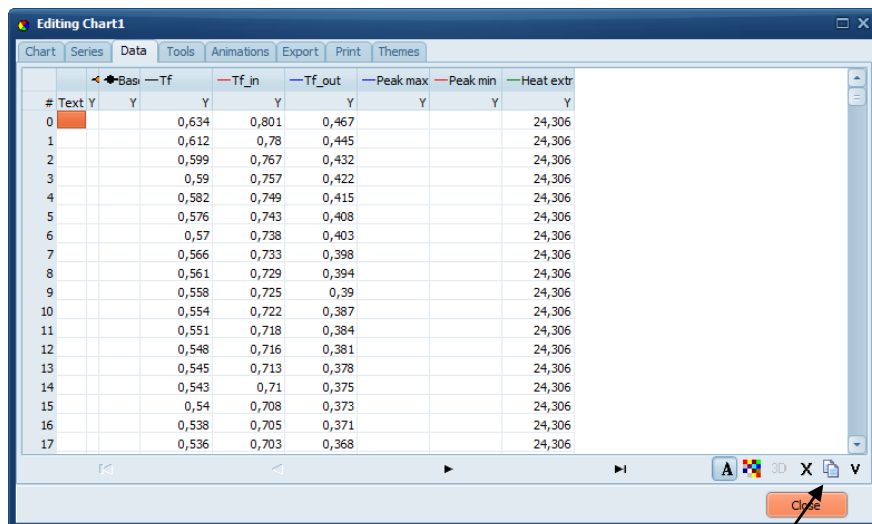 Editing Chart1
Chart Series Data Tools Animations Export Print Themes
Bas Tf Tf_in Tf_out Peak max Peak min Heat extr
# Text Y Y Y Y Y Y Y Y
0 0,634 0,801 0,467 24,306
1 0,612 0,78 0,445 24,306
2 0,599 0,767 0,432 24,306
3 0,59 0,757 0,422 24,306
4 0,582 0,749 0,415 24,306
5 0,576 0,743 0,408 24,306
6 0,57 0,738 0,403 24,306
7 0,566 0,733 0,398 24,306
8 0,561 0,729 0,394 24,306
9 0,558 0,725 0,39 24,306
10 0,554 0,722 0,387 24,306
11 0,551 0,718 0,384 24,306
12 0,548 0,716 0,381 24,306
13 0,545 0,713 0,378 24,306
14 0,543 0,71 0,375 24,306
15 0,54 0,708 0,373 24,306
16 0,538 0,705 0,371 24,306
17 0,536 0,703 0,368 24,306
A 3D X V
Close